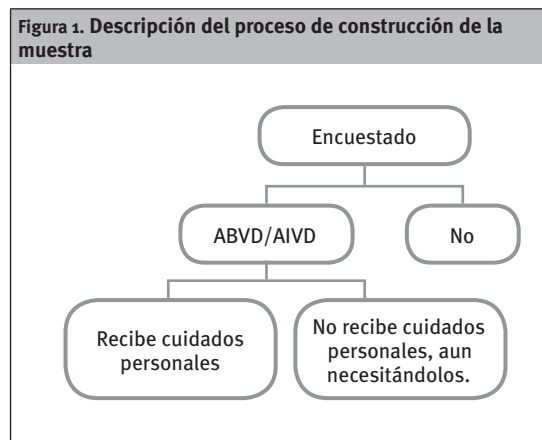 Figura 1. Descripción del proceso de construcción de la
muestra
Encuestado
ABVD/AIVD
No
Recibe cuidados
personales
No recibe cuidados
personales, aun
necesitándolos.